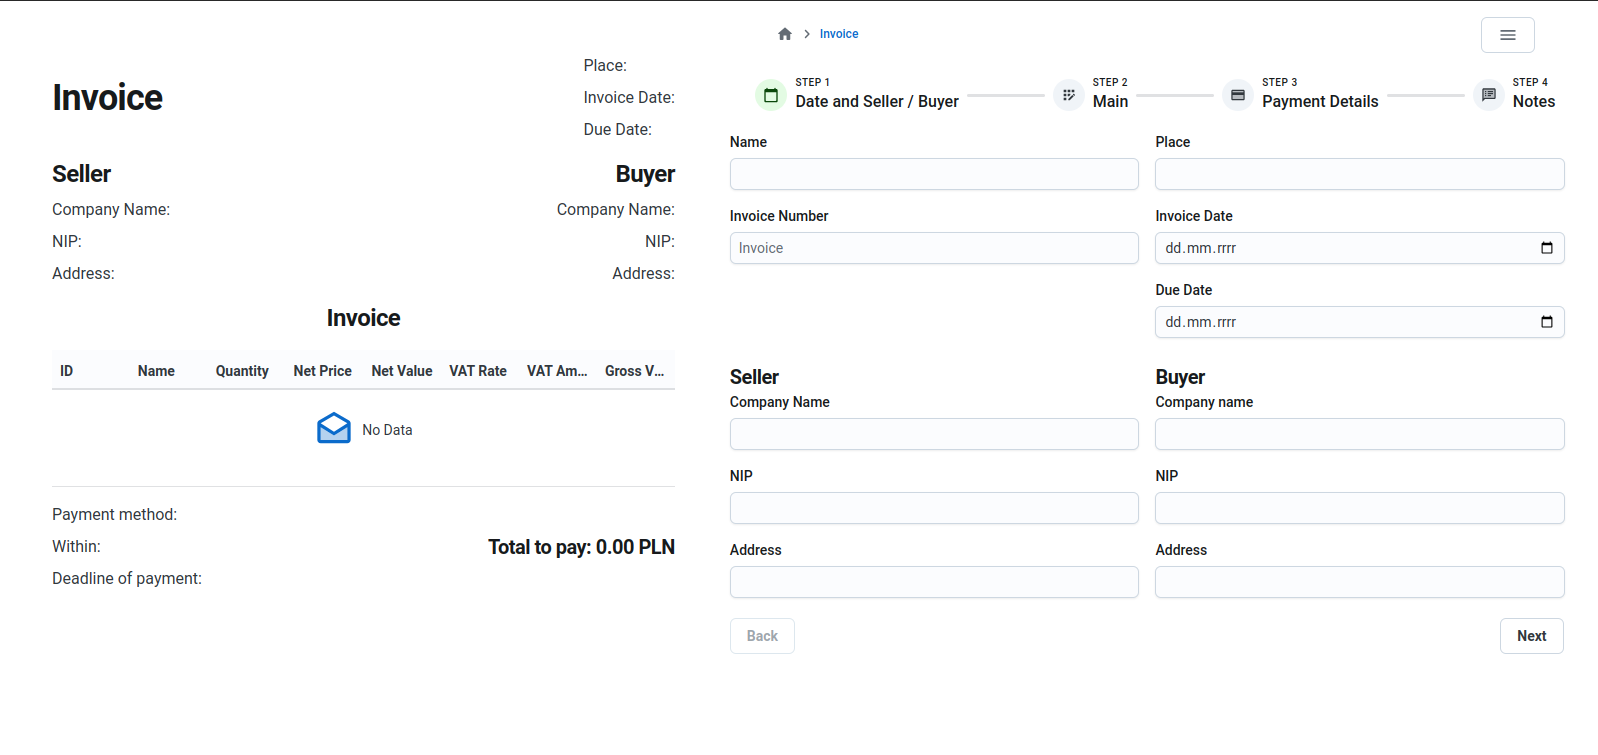 Invoice
Place:
Invoice Date:
Due Date:
Seller
Company Name:
NIP:
Address:
Buyer
Company Name:
NIP:
Address:
Invoice
ID Name Quantity Net Price Net Value VAT Rate VAT Am... Gross V...
No Data
Payment method:
Within:
Deadline of payment:
Total to pay: 0.00 PLN
Invoice
STEP 1
Date and Seller / Buyer
STEP 2
Main
STEP 3
Payment Details
STEP 4
Notes
Name
Place
Invoice Number
Invoice
Invoice Date
dd.mm.rrrr
Due Date
dd.mm.rrrr
Seller
Company Name
NIP
Address
Buyer
Company name
NIP
Address
Back
Next